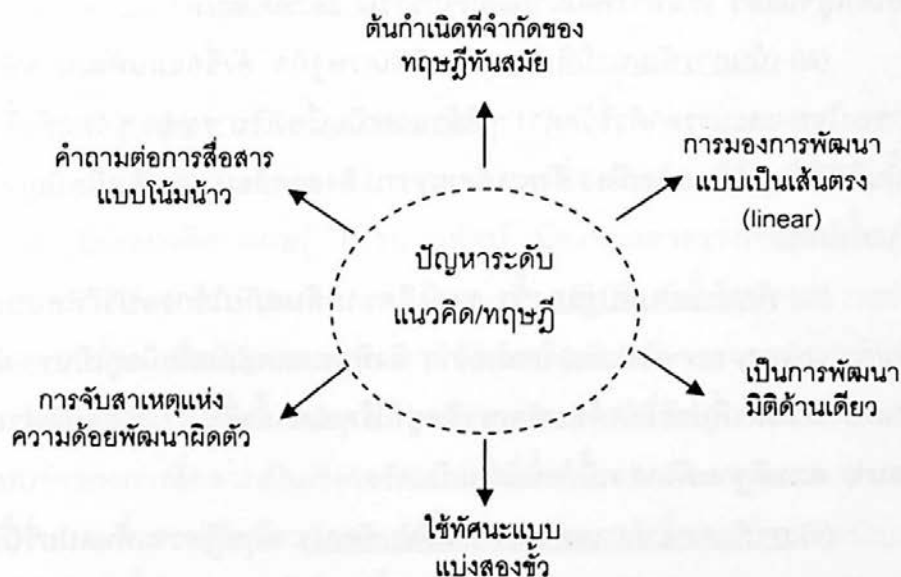 ต้นกำเนิดที่จำกัดของ
ทฤษฎีทันสมัย
คำถามต่อการสื่อสาร
แบบโน้มน้าว
การมองการพัฒนา
แบบเป็นเส้นตรง
(linear)
ปัญหาระดับ
แนวคิด/ทฤษฎี
การจับสาเหตุแห่ง
ความด้อยพัฒนาผิดตัว
เป็นการพัฒนา
มิติด้านเดียว
ใช้ทัศนะแบบ
แบ่งสองขั้ว